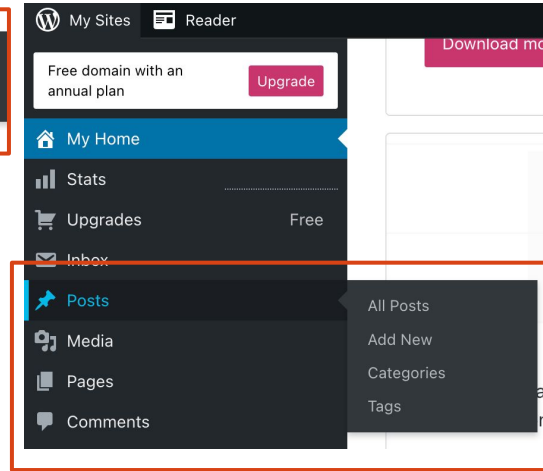 My Sites
Reader
Download mo
Free domain with an
annual plan
Upgrade
My Home
Stats
Upgrades
Free
Inbox
Posts
All Posts
Media
Add New
Pages
Categories
Comments
Tags